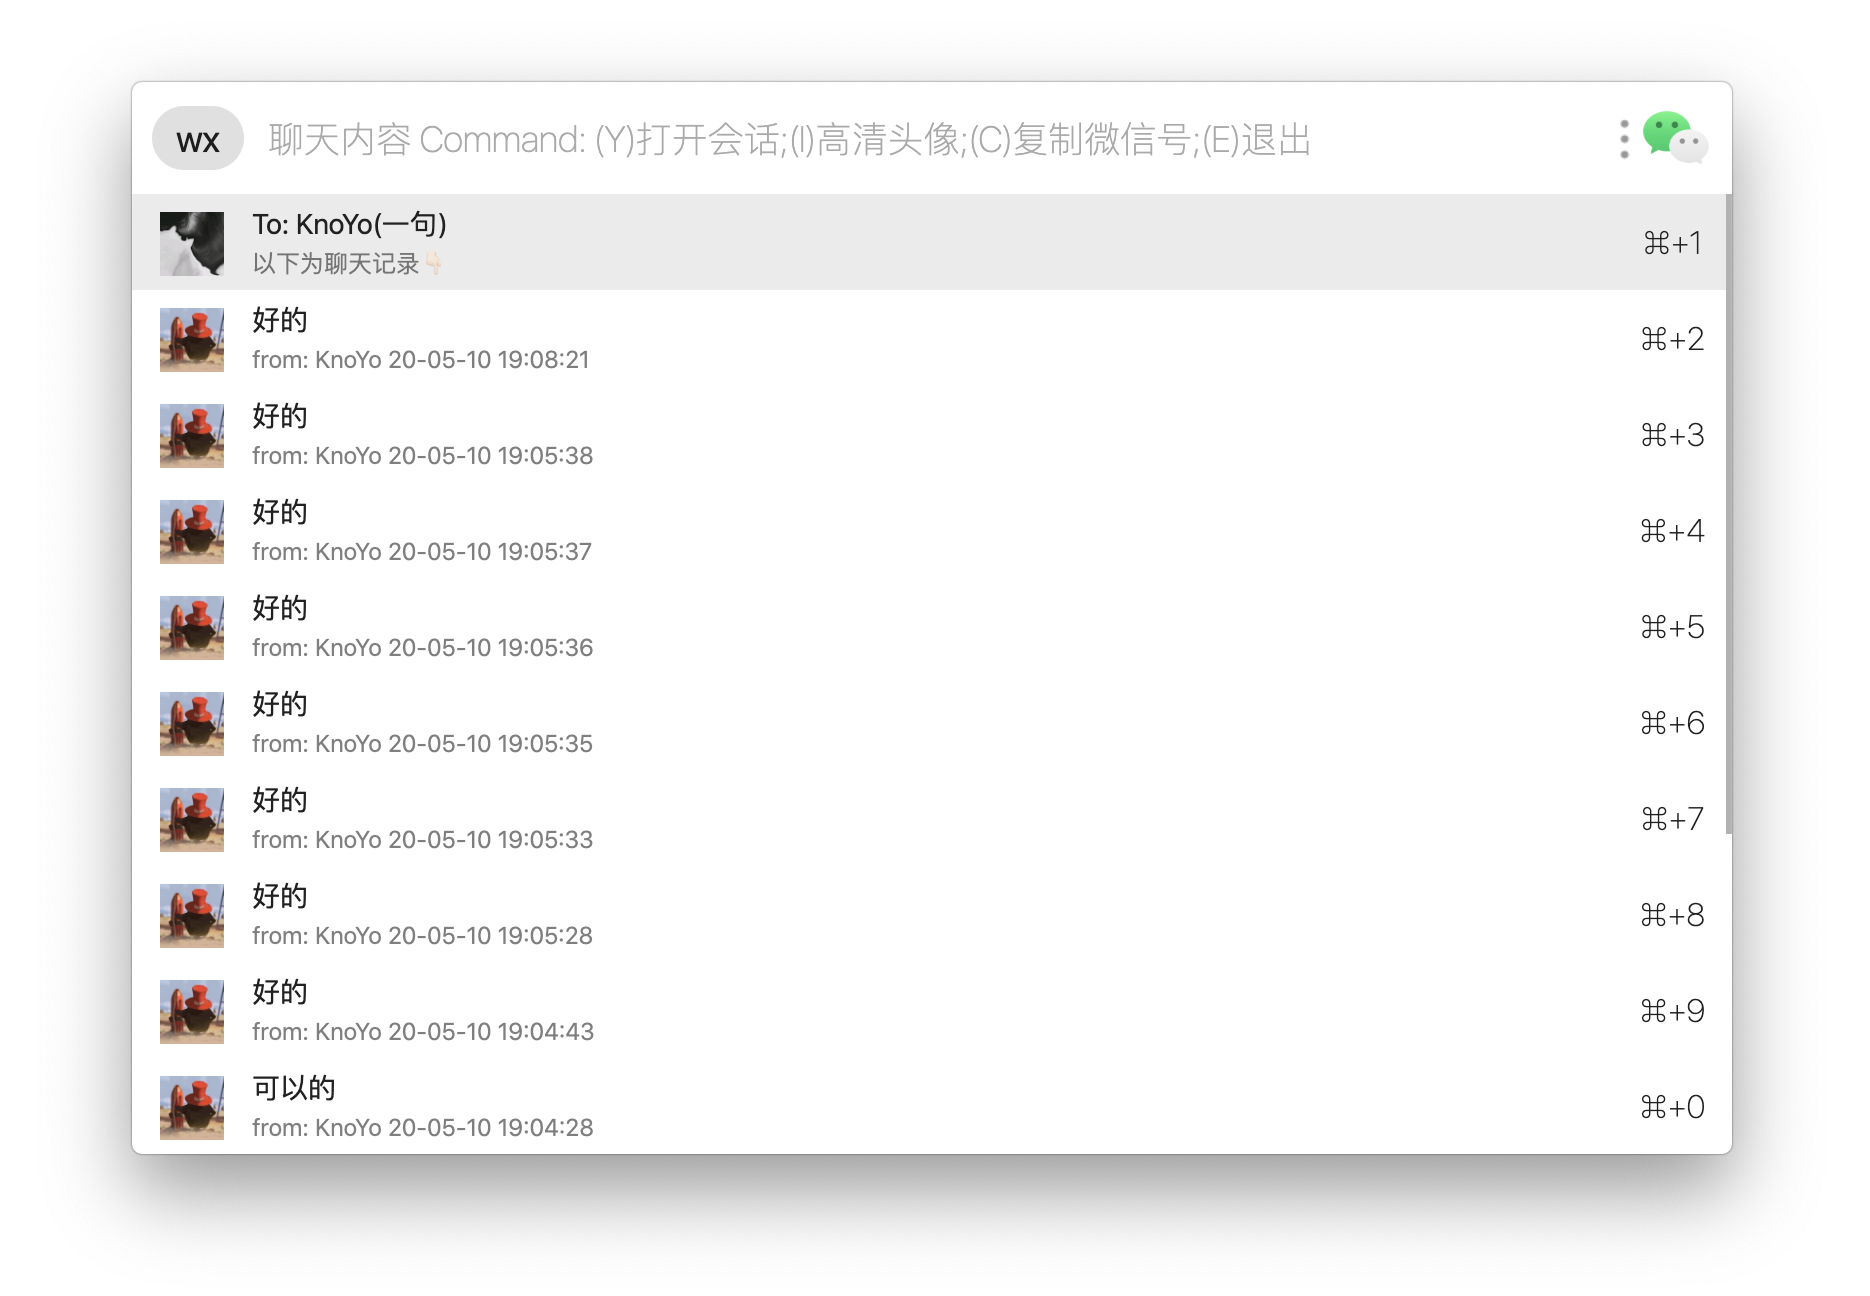 wx 聊天内容 Command: (Y)打开会话;(I)高清头像;(C)复制微信号;(E)退出
To: KnoYo(一句)
以下为聊天记录👇🏻
⌘+1
好的
from: KnoYo 20-05-10 19:08:21
⌘+2
好的
from: KnoYo 20-05-10 19:05:38
⌘+3
好的
from: KnoYo 20-05-10 19:05:37
⌘+4
好的
from: KnoYo 20-05-10 19:05:36
⌘+5
好的
from: KnoYo 20-05-10 19:05:35
⌘+6
好的
from: KnoYo 20-05-10 19:05:33
⌘+7
好的
from: KnoYo 20-05-10 19:05:28
⌘+8
好的
from: KnoYo 20-05-10 19:04:43
⌘+9
可以的
from: KnoYo 20-05-10 19:04:28
⌘+0